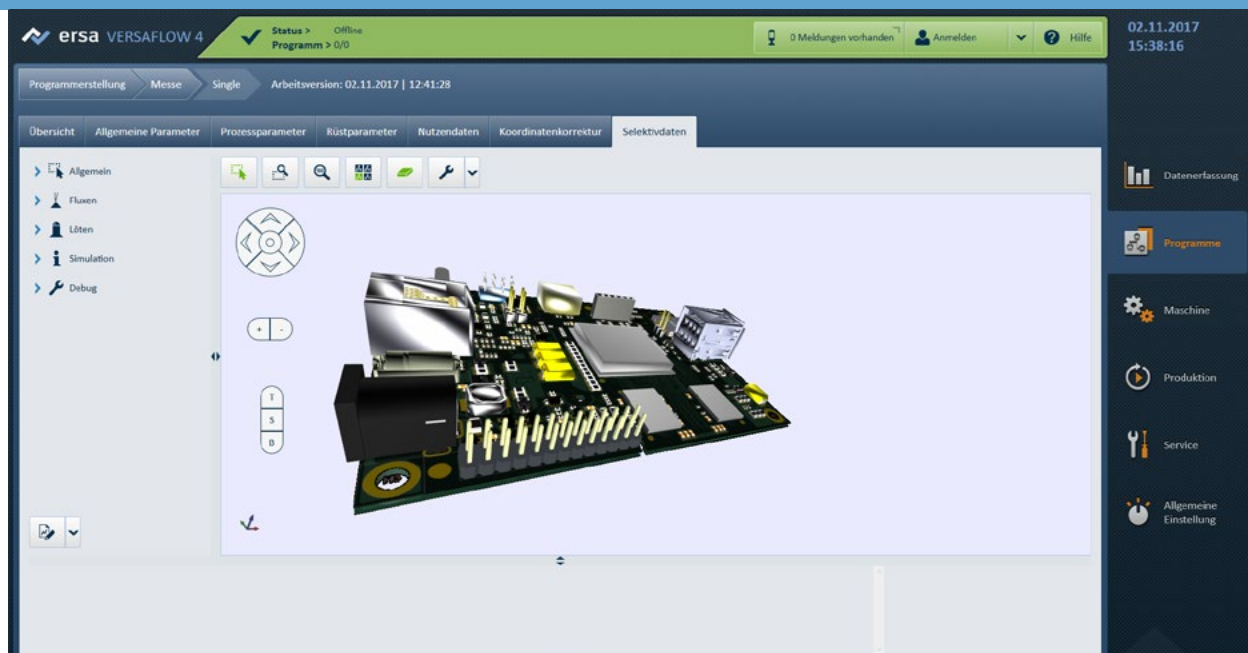 ersa VERSAFLOW 4
Status > Offline
Programm > 0/0
0 Meldungen vorhanden
Anmelden
Hilfe
02.11.2017
15:38:16
Programmerstellung Messe Single Arbeitsversion: 02.11.2017 | 12:41:28
Übersicht Allgemeine Parameter Prozessparameter Rüstparameter Nutzendaten Koordinatenkorrektur Selektivdaten
Allgemein
Fluxen
Löten
Simulation
Debug
+ -
T
S
B
Datenerfassung
Programme
Maschine
Produktion
Service
Allgemeine
Einstellung